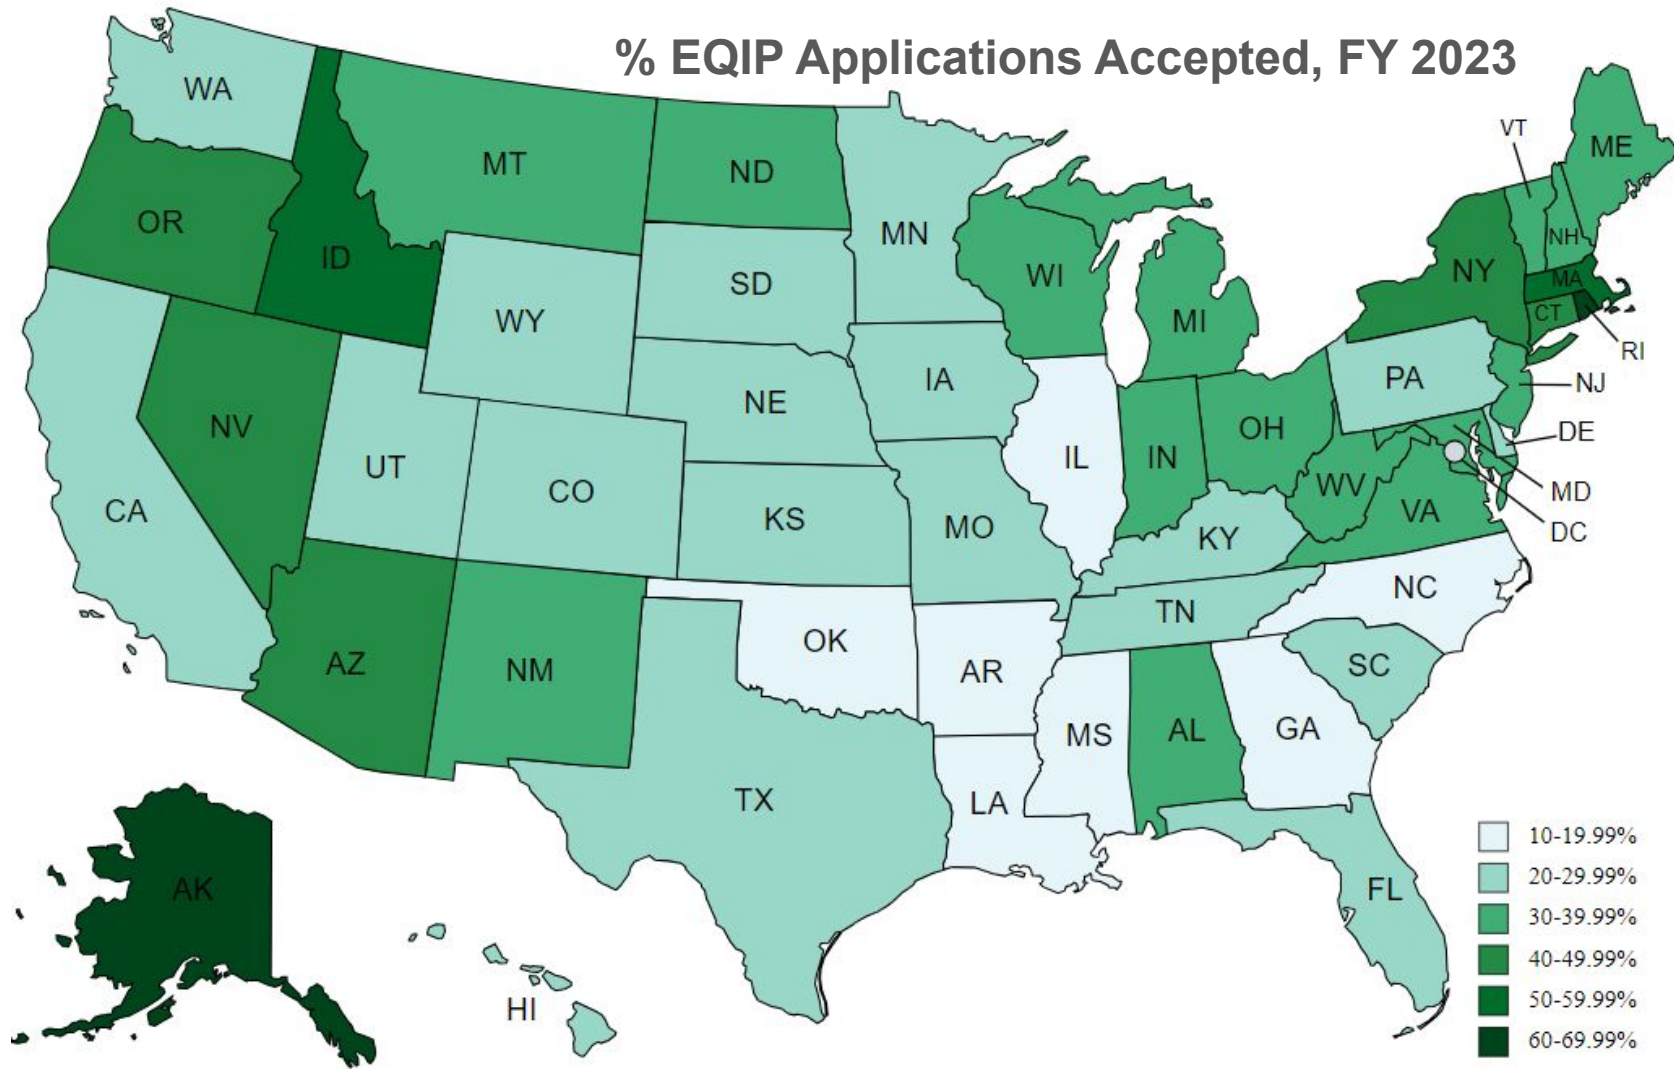 % EQIP Applications Accepted, FY 2023
WA
MT
ND
VT
ME
OR
ID
MN
NH
NY
MA
WI
SD
WY
MI
CT
RI
IA
PA
NJ
NE
NV
OH
DE
UT
IL
IN
CO
WV
MD
CA
KS
MO
VA
DC
KY
NC
TN
OK
AZ
NM
AR
SC
MS
AL
GA
TX
LA
AK
FL
HI
10-19.99%
20-29.99%
30-39.99%
40-49.99%
50-59.99%
60-69.99%